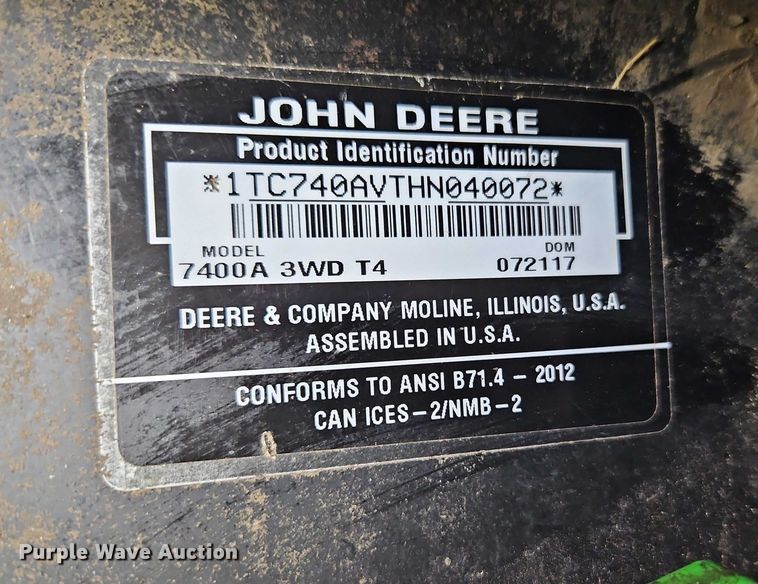 JOHN DEERE
Product Identification Number
*1TC740AVTHN040072*
MODEL DOM
7400A 3WD T4 072117
DEERE & COMPANY MOLINE, ILLINOIS, U.S.A.
ASSEMBLED IN U.S.A.
CONFORMS TO ANSI B71.4 – 2012
CAN ICES–2/NMB–2
Purple Wave Auction